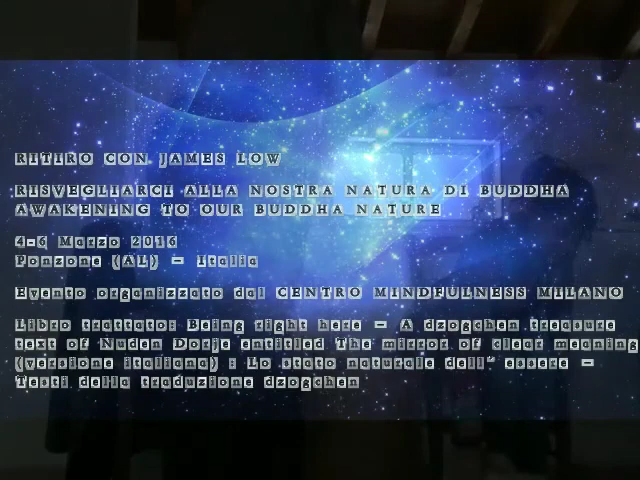 RITIRO CON JAMES LOW
RISVEGLIARCI ALLA NOSTRA NATURA DI BUDDHA
AWAKENING TO OUR BUDDHA NATURE
4-6 Marzo 2016
Ponzone (AL) - Italia
Evento organizzato dal CENTRO MINDFULNESS MILANO
Libro trattato: Being right here - A dzogchen treasure
text of Nuden Dorje entitled The mirror of clear meaning
(versione italiana) : Lo stato naturale dell' essere -
Testi della traduzione dzogchen